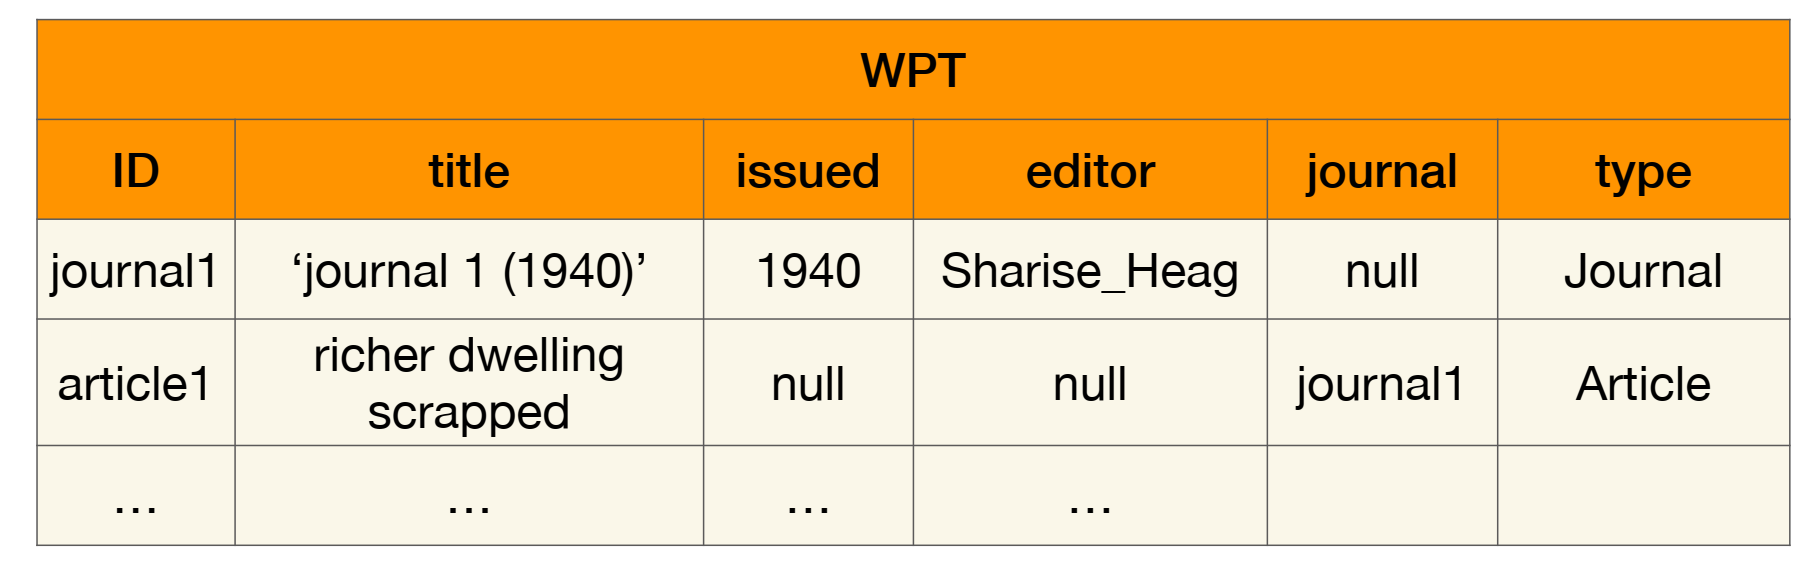 WPT
ID title issued editor journal type
journal1 ‘journal 1 (1940)’ 1940 Sharise_Heag null Journal
article1 richer dwelling scrapped null null journal1 Article
... ... ... ...